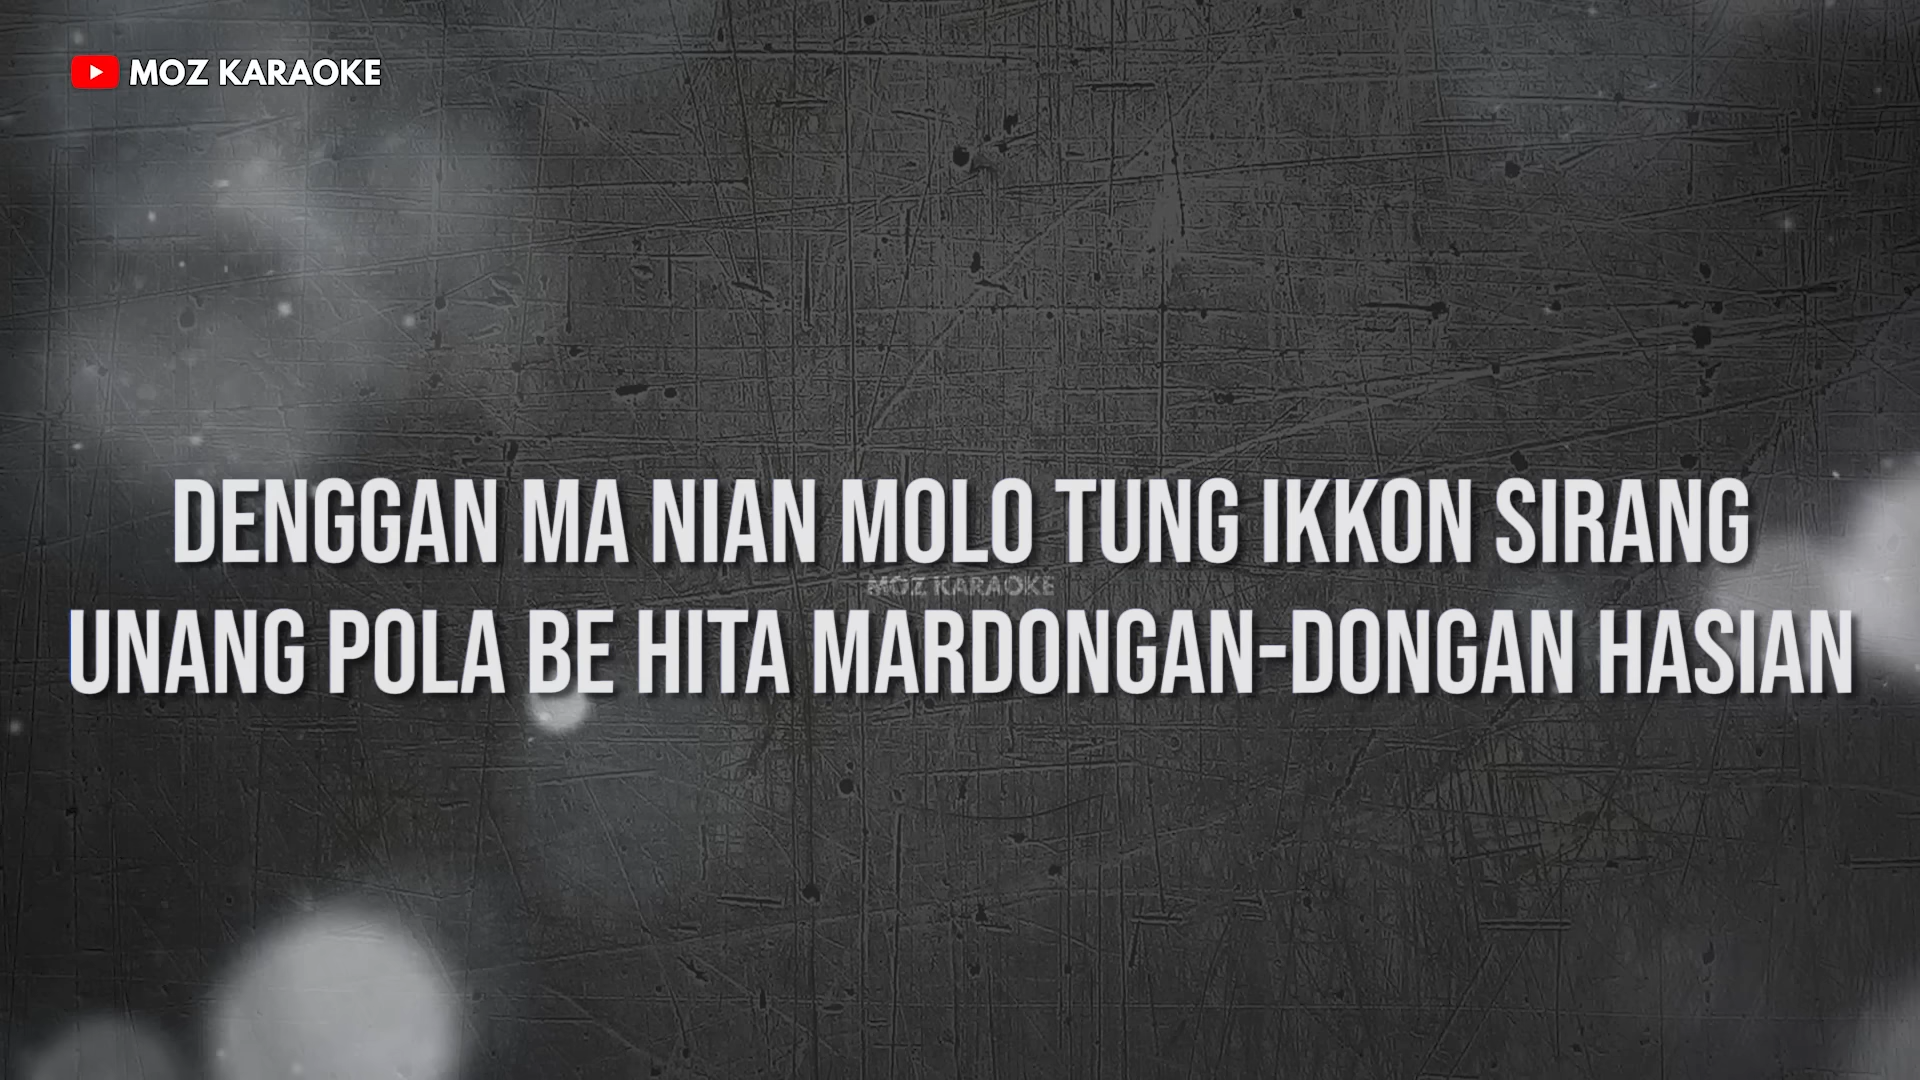 MOZ KARAOKE
DENGGAN MA NIAN MOLO TUNG IKKON SIRANG
MOZ KARAOKE
UNANG POLA BE HITA MARDONGAN-DONGAN HASIAN